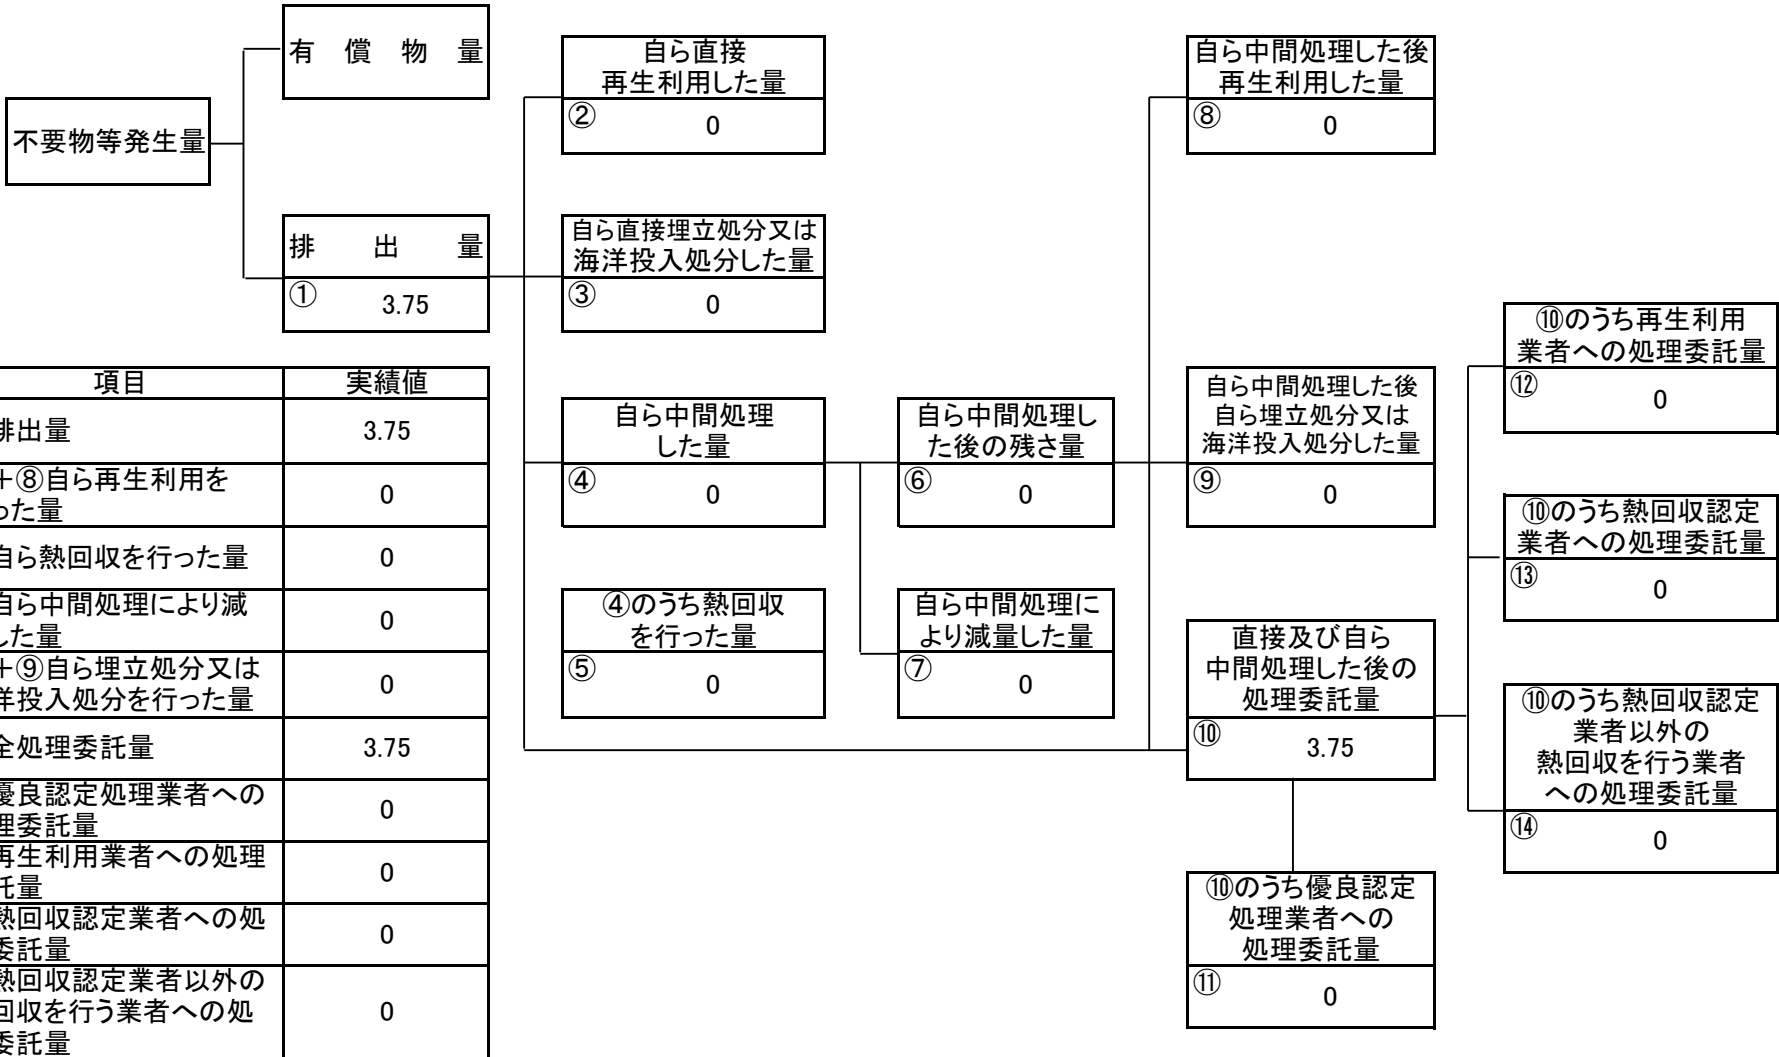 有償物量
不要物等発生量
排出量
① 3.75
自ら直接
再生利用した量
② 0
自ら直接埋立処分又は
海洋投入処分した量
③ 0
自ら中間処理
した量
④ 0
④のうち熱回収
を行った量
⑤ 0
自ら中間処理し
た後の残さ量
⑥ 0
自ら中間処理に
より減量した量
⑦ 0
自ら中間処理した後
再生利用した量
⑧ 0
自ら中間処理した後
自ら埋立処分又は
海洋投入処分した量
⑨ 0
直接及び自ら
中間処理した後の
処理委託量
⑩ 3.75
⑩のうち優良認定
処理業者への
処理委託量
⑪ 0
⑩のうち再生利用
業者への処理委託量
⑫ 0
⑩のうち熱回収認定
業者への処理委託量
⑬ 0
⑩のうち熱回収認定
業者以外の
熱回収を行う業者
への処理委託量
⑭ 0
項目 実績値
排出量 3.75
+⑧自ら再生利用を
った量 0
自ら熱回収を行った量 0
自ら中間処理により減
した量 0
+⑨自ら埋立処分又は
洋投入処分を行った量 0
全処理委託量 3.75
優良認定処理業者への
理委託量 0
再生利用業者への処理
託量 0
熱回収認定業者への処
委託量 0
熱回収認定業者以外の
回収を行う業者への処
委託量 0